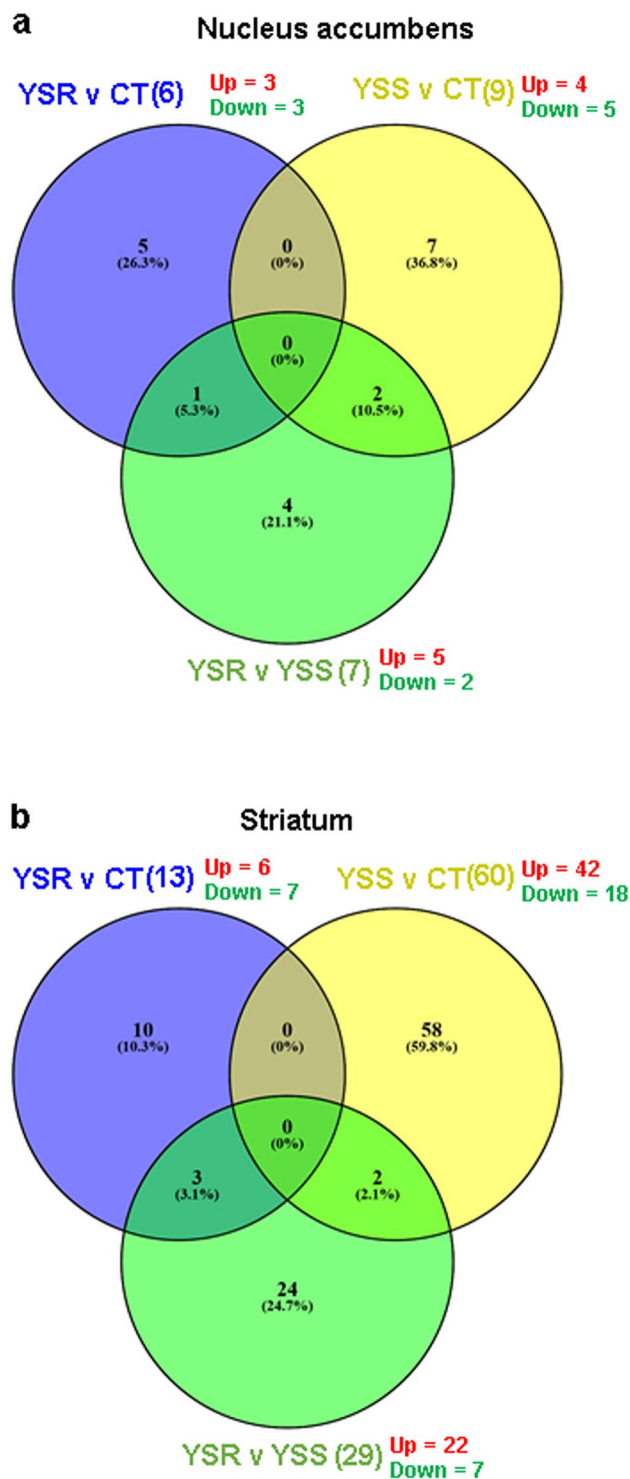 a
Nucleus accumbens
YSR v CT(6)
Up = 3
Down = 3
YSS v CT(9)
Up = 4
Down = 5
5
(26.3%)
0
(0%)
7
(36.8%)
0
(0%)
1
(5.3%)
2
(10.5%)
4
(21.1%)
YSR v YSS (7)
Up = 5
Down = 2
b
Striatum
YSR v CT(13)
Up = 6
Down = 7
YSS v CT(60)
Up = 42
Down = 18
10
(10.3%)
0
(0%)
58
(59.8%)
0
(0%)
3
(3.1%)
2
(2.1%)
24
(24.7%)
YSR v YSS (29)
Up = 22
Down = 7